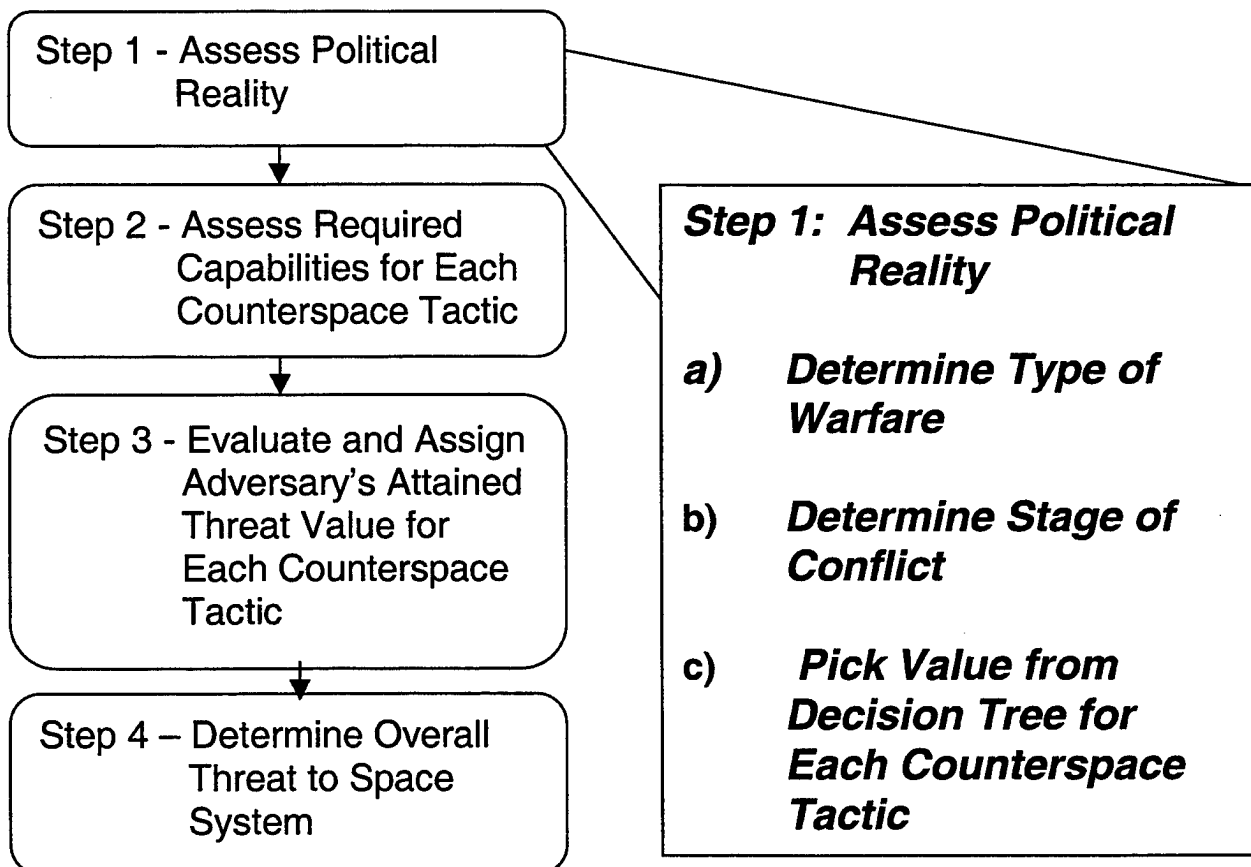 Step 1 - Assess Political
Reality
Step 2 - Assess Required
Capabilities for Each
Counterspace Tactic
Step 3 - Evaluate and Assign
Adversary's Attained
Threat Value for
Each Counterspace
Tactic
Step 4 – Determine Overall
Threat to Space
System
Step 1: Assess Political
Reality
a) Determine Type of
Warfare
b) Determine Stage of
Conflict
c) Pick Value from
Decision Tree for
Each Counterspace
Tactic